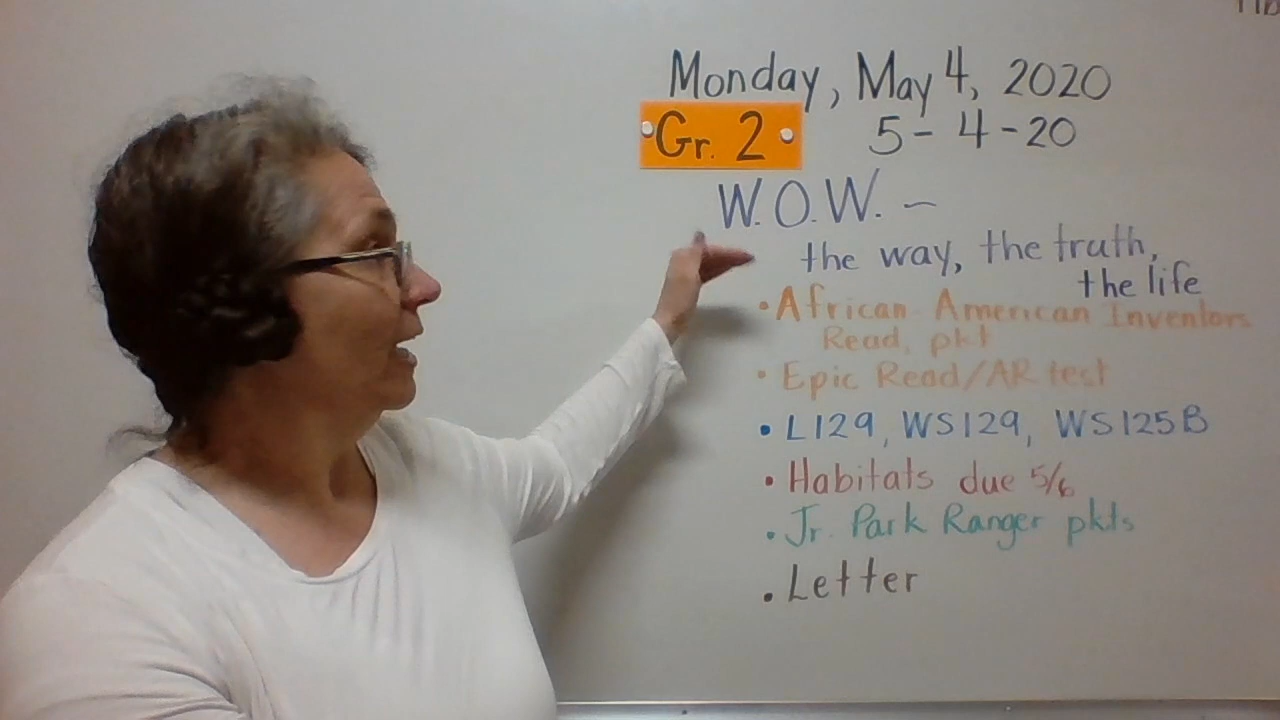 Monday, May 4, 2020
Gr. 2
5-4-20
W.O.W. –
the way, the truth,
the life
• African American Inventors
Read, pkt
• Epic Read/AR test
• L129, WS129, WS125B
• Habitats due 5/6
• Jr. Park Ranger pkts
• Letter